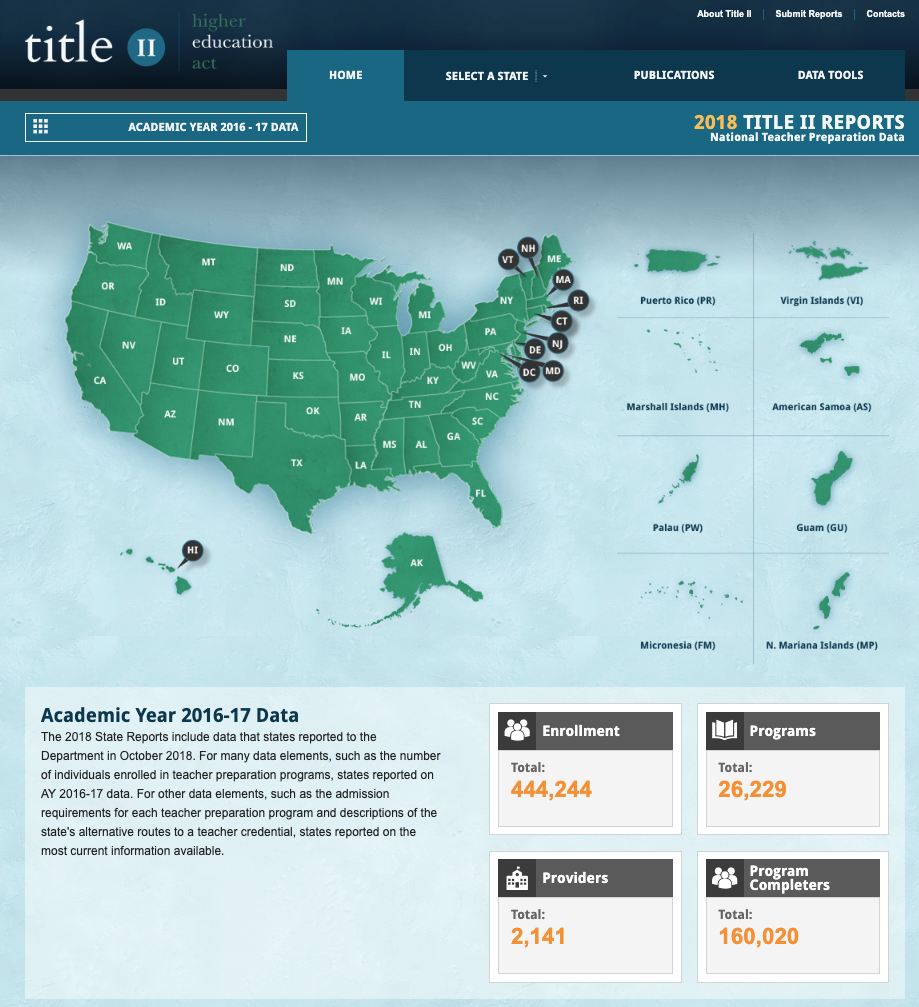 About Title II
Submit Reports
Contacts
title II
higher
education
act
HOME
SELECT A STATE
PUBLICATIONS
DATA TOOLS
ACADEMIC YEAR 2016 - 17 DATA
2018 TITLE II REPORTS
National Teacher Preparation Data
WA
MT
ND
MN
OR
ID
WY
SD
WI
MI
NY
VT
NH
ME
MA
RI
CT
NJ
DE
MD
DC
NV
UT
CO
NE
IA
IL
IN
OH
PA
CA
KS
MO
KY
WV
VA
AZ
NM
OK
AR
TN
NC
SC
TX
LA
MS
AL
GA
FL
HI
AK
Puerto Rico (PR)
Virgin Islands (VI)
Marshall Islands (MH)
American Samoa (AS)
Palau (PW)
Guam (GU)
Micronesia (FM)
N. Mariana Islands (MP)
Academic Year 2016-17 Data
The 2018 State Reports include data that states reported to the
Department in October 2018. For many data elements, such as the number
of individuals enrolled in teacher preparation programs, states reported on
AY 2016-17 data. For other data elements, such as the admission
requirements for each teacher preparation program and descriptions of the
state's alternative routes to a teacher credential, states reported on the
most current information available.
Enrollment
Total:
444,244
Programs
Total:
26,229
Providers
Total:
2,141
Program
Completers
Total:
160,020